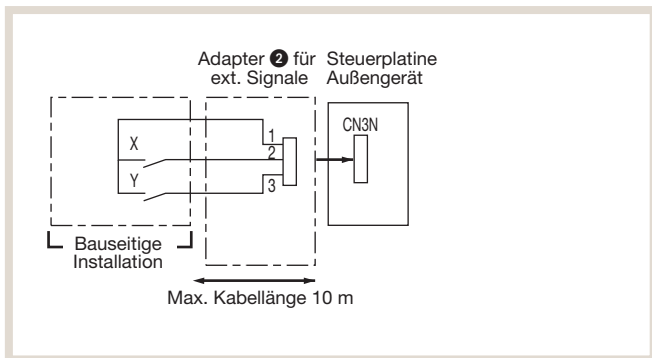 Adapter ❷ für
ext. Signale
Steuerplatine
Außengerät
CN3N
X
Y
1
2
3
Bauseitige
Installation
Max. Kabellänge 10 m